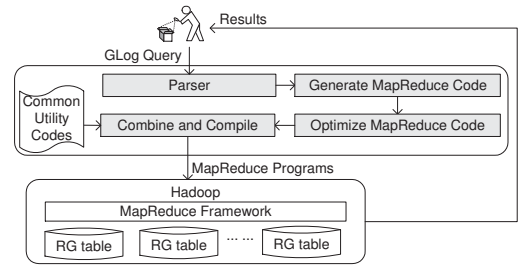 Results
GLog Query
Parser
Generate MapReduce Code
Common
Utility
Codes
Combine and Compile
Optimize MapReduce Code
MapReduce Programs
Hadoop
MapReduce Framework
RG table
RG table
... ...
RG table